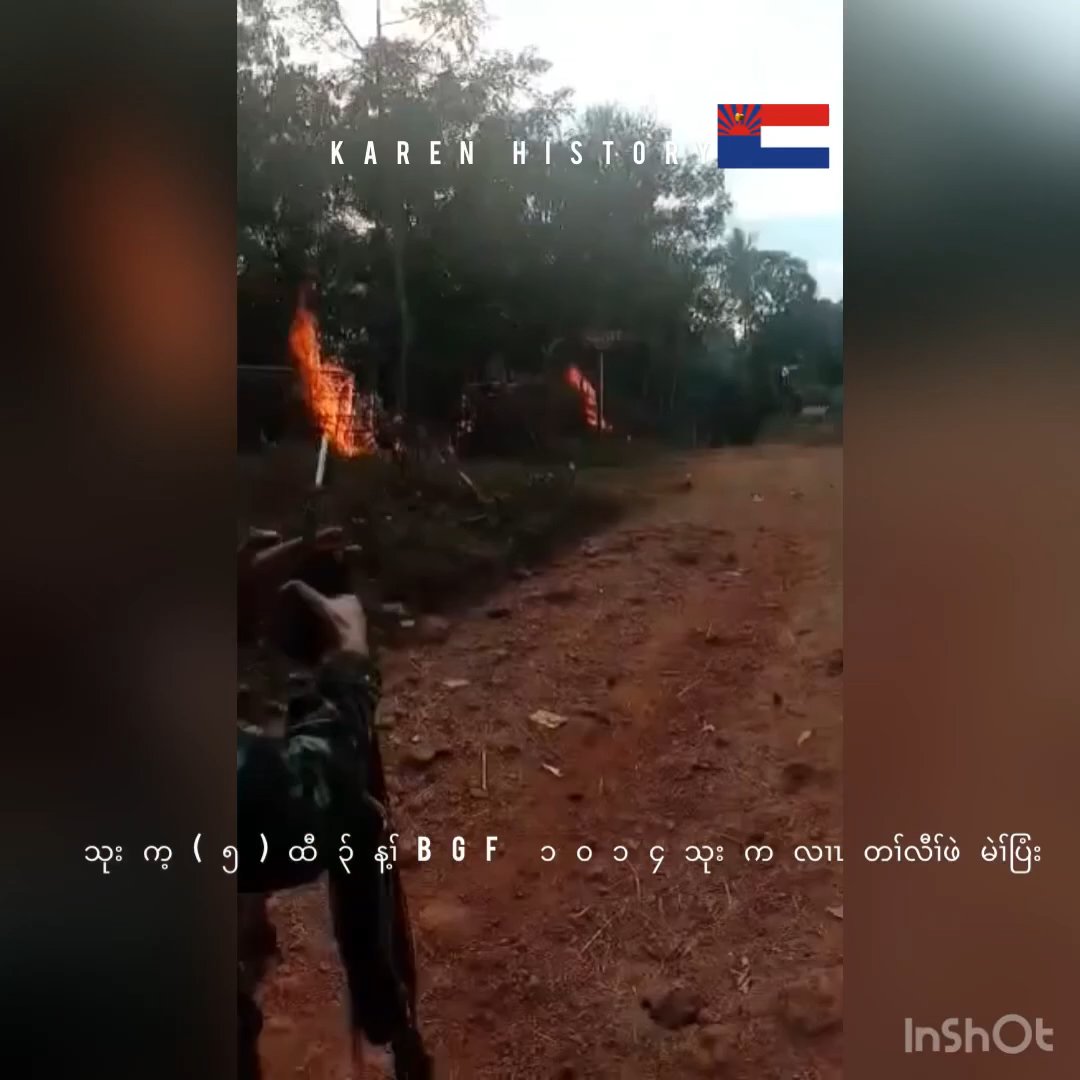 KAREN HISTORY
သုး က့ ( ၅ ) ထီ ၃် န့ၢ် BGF ၁၀၁၄ သုး က လၢၤ တၢ်လီၢ်ဖဲ မဲၢ်ပြီး
InShOt